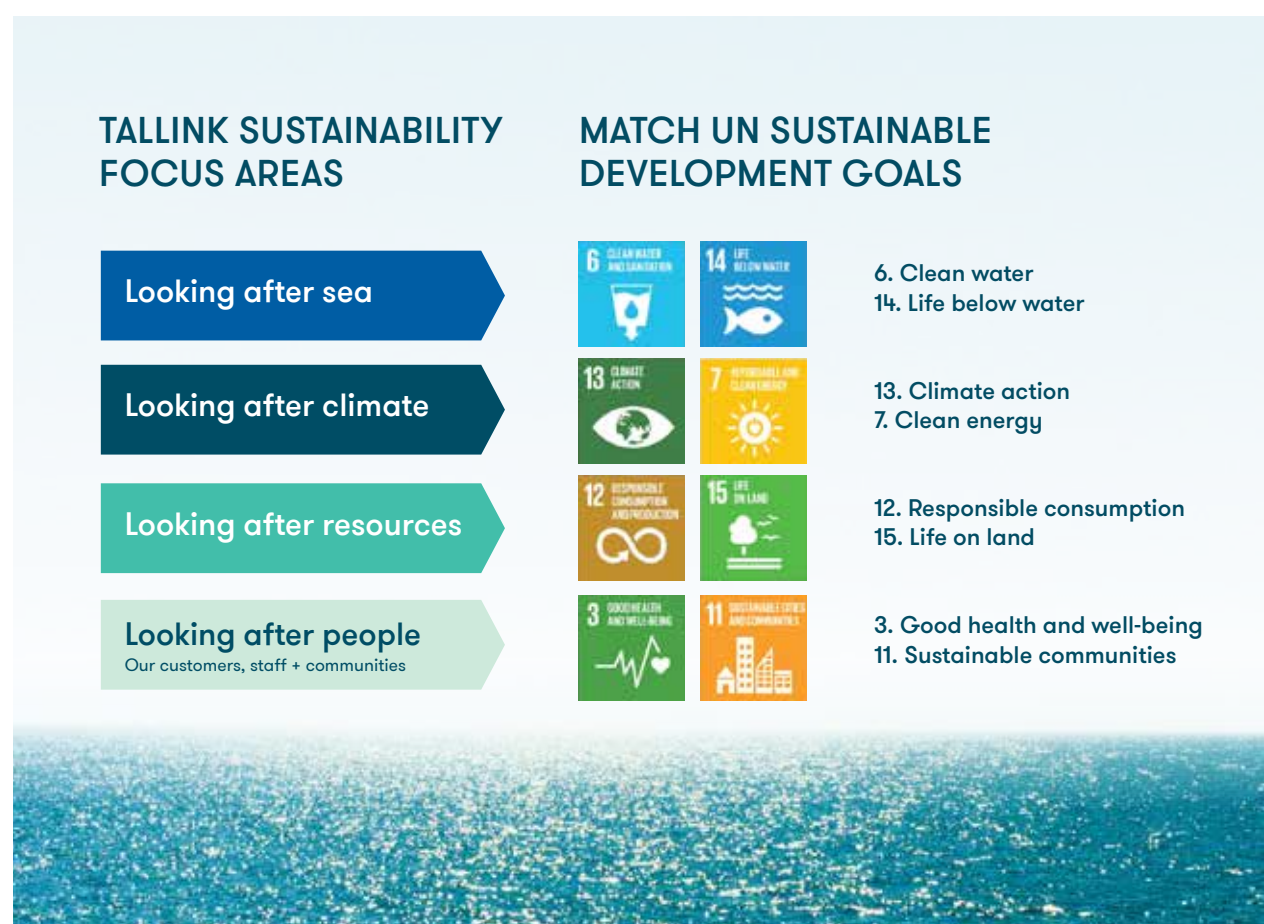 TALLINK SUSTAINABILITY
FOCUS AREAS
MATCH UN SUSTAINABLE
DEVELOPMENT GOALS
Looking after sea
6 CLEAN WATER
AND SANITATION
14 LIFE
BELOW WATER
6. Clean water
14. Life below water
Looking after climate
13 CLIMATE
ACTION
7 AFFORDABLE AND
CLEAN ENERGY
13. Climate action
7. Clean energy
Looking after resources
12 RESPONSIBLE
CONSUMPTION
AND PRODUCTION
15 LIFE
ON LAND
12. Responsible consumption
15. Life on land
Looking after people
Our customers, staff + communities
3 GOOD HEALTH
AND WELL-BEING
11 SUSTAINABLE CITIES
AND COMMUNITIES
3. Good health and well-being
11. Sustainable communities